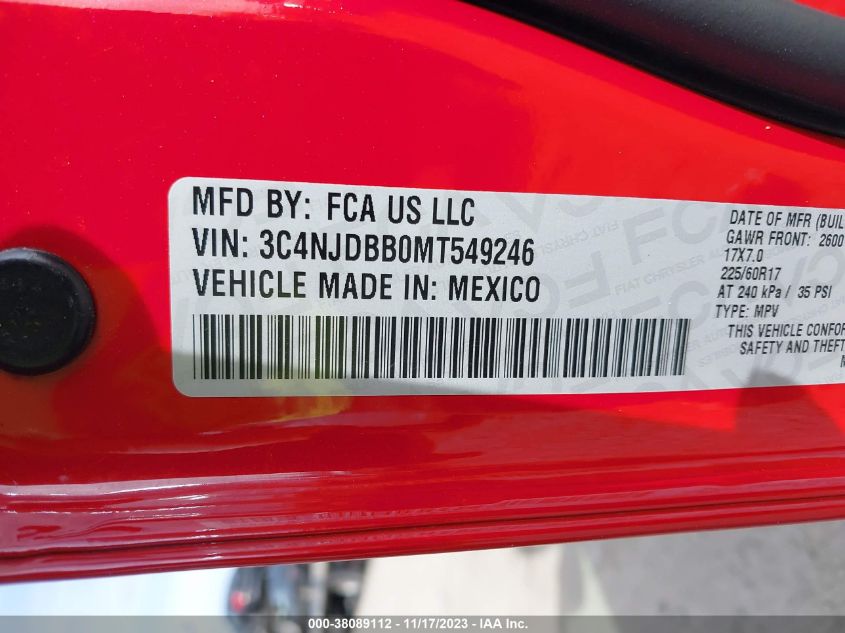 MFD BY: FCA US LLC
VIN: 3C4NJDBB0MT549246
VEHICLE MADE IN: MEXICO
DATE OF MFR (BUIL
GAWR FRONT: 2600
17X7.0
225/60R17
AT 240 kPa / 35 PSI
TYPE: MPV
THIS VEHICLE CONFOR
SAFETY AND THEFT
000-38089112 - 11/17/2023 - IAA Inc.